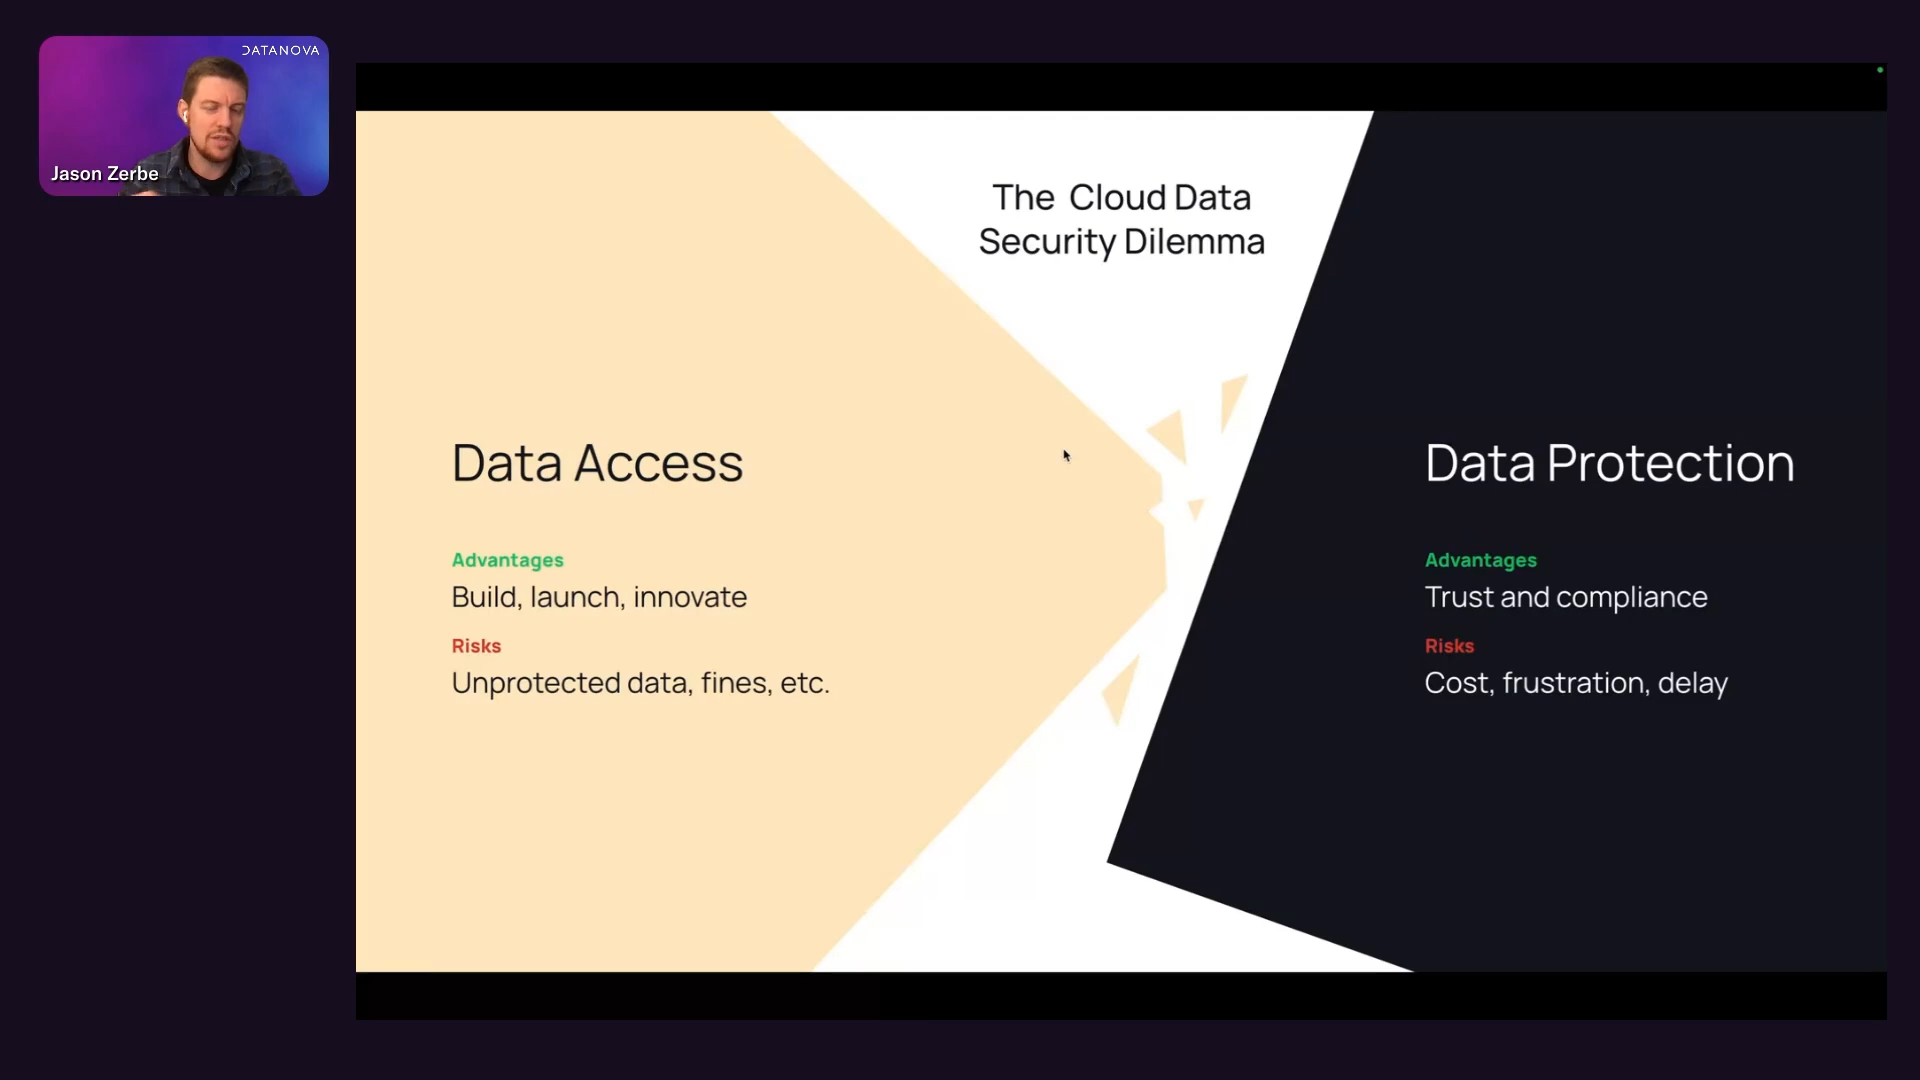 DATANOVA
Jason Zerbe
The Cloud Data
Security Dilemma
Data Access
Advantages
Build, launch, innovate
Risks
Unprotected data, fines, etc.
Data Protection
Advantages
Trust and compliance
Risks
Cost, frustration, delay